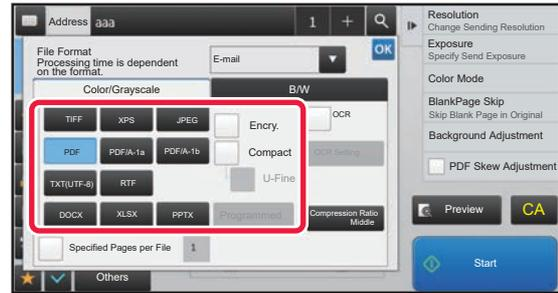 Address aaa
1
+
File Format
Processing time is dependent
on the format.
E-mail
OK
Color/Grayscale
B/W
TIFF
XPS
JPEG
Encry.
OCR
PDF
PDF/A-1a
PDF/A-1b
Compact
OCR Setting
TXT(UTF-8)
RTF
U-Fine
DOCX
XLSX
PPTX
Programmed
Compression Ratio
Middle
Specified Pages per File
1
Others
Resolution
Change Sending Resolution
Exposure
Specify Send Exposure
Color Mode
BlankPage Skip
Skip Blank Page in Original
Background Adjustment
PDF Skew Adjustment
Preview
CA
Start